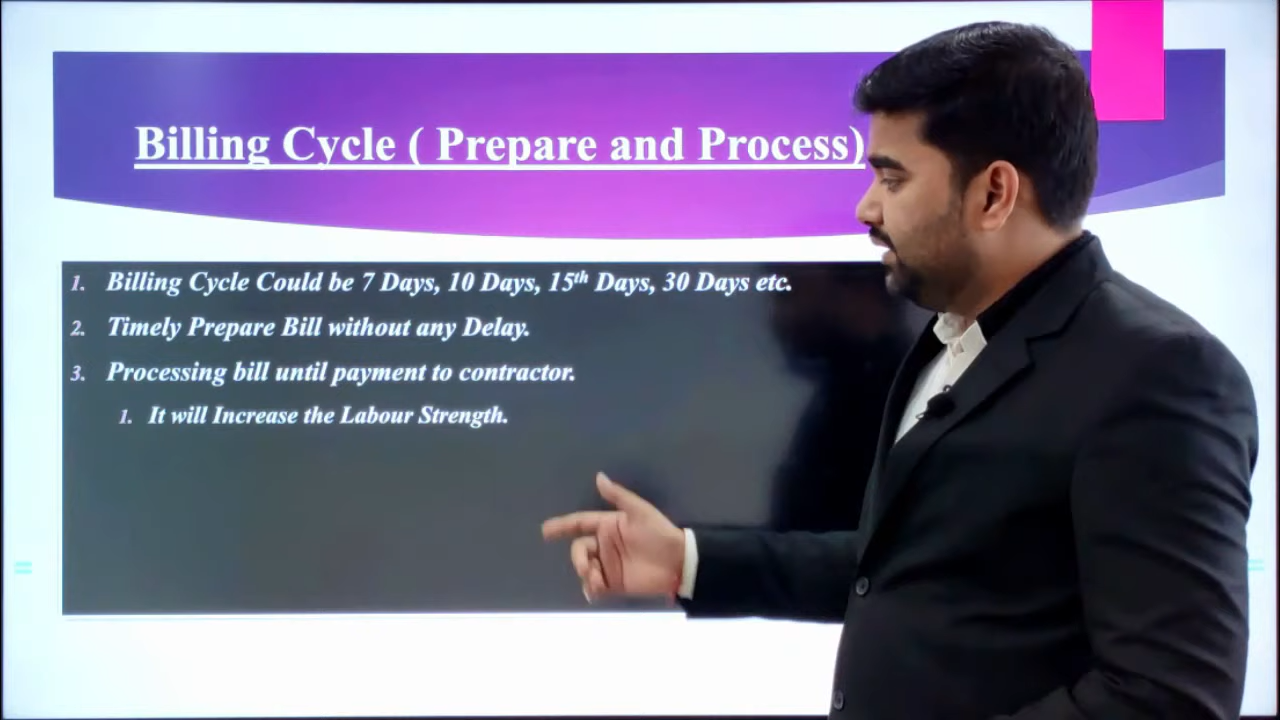 Billing Cycle ( Prepare and Process)
1. Billing Cycle Could be 7 Days, 10 Days, 15th Days, 30 Days etc.
2. Timely Prepare Bill without any Delay.
3. Processing bill until payment to contractor.
1. It will Increase the Labour Strength.